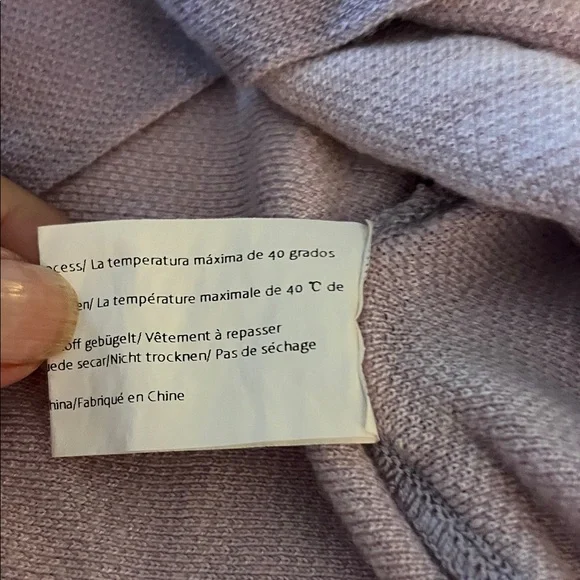 cess/ La temperatura máxima de 40 grados
en/ La température maximale de 40 ℃ de
off gebügelt/ Vêtement à repasser
ede secar/Nicht trocknen/ Pas de séchage
hina/Fabriqué en Chine